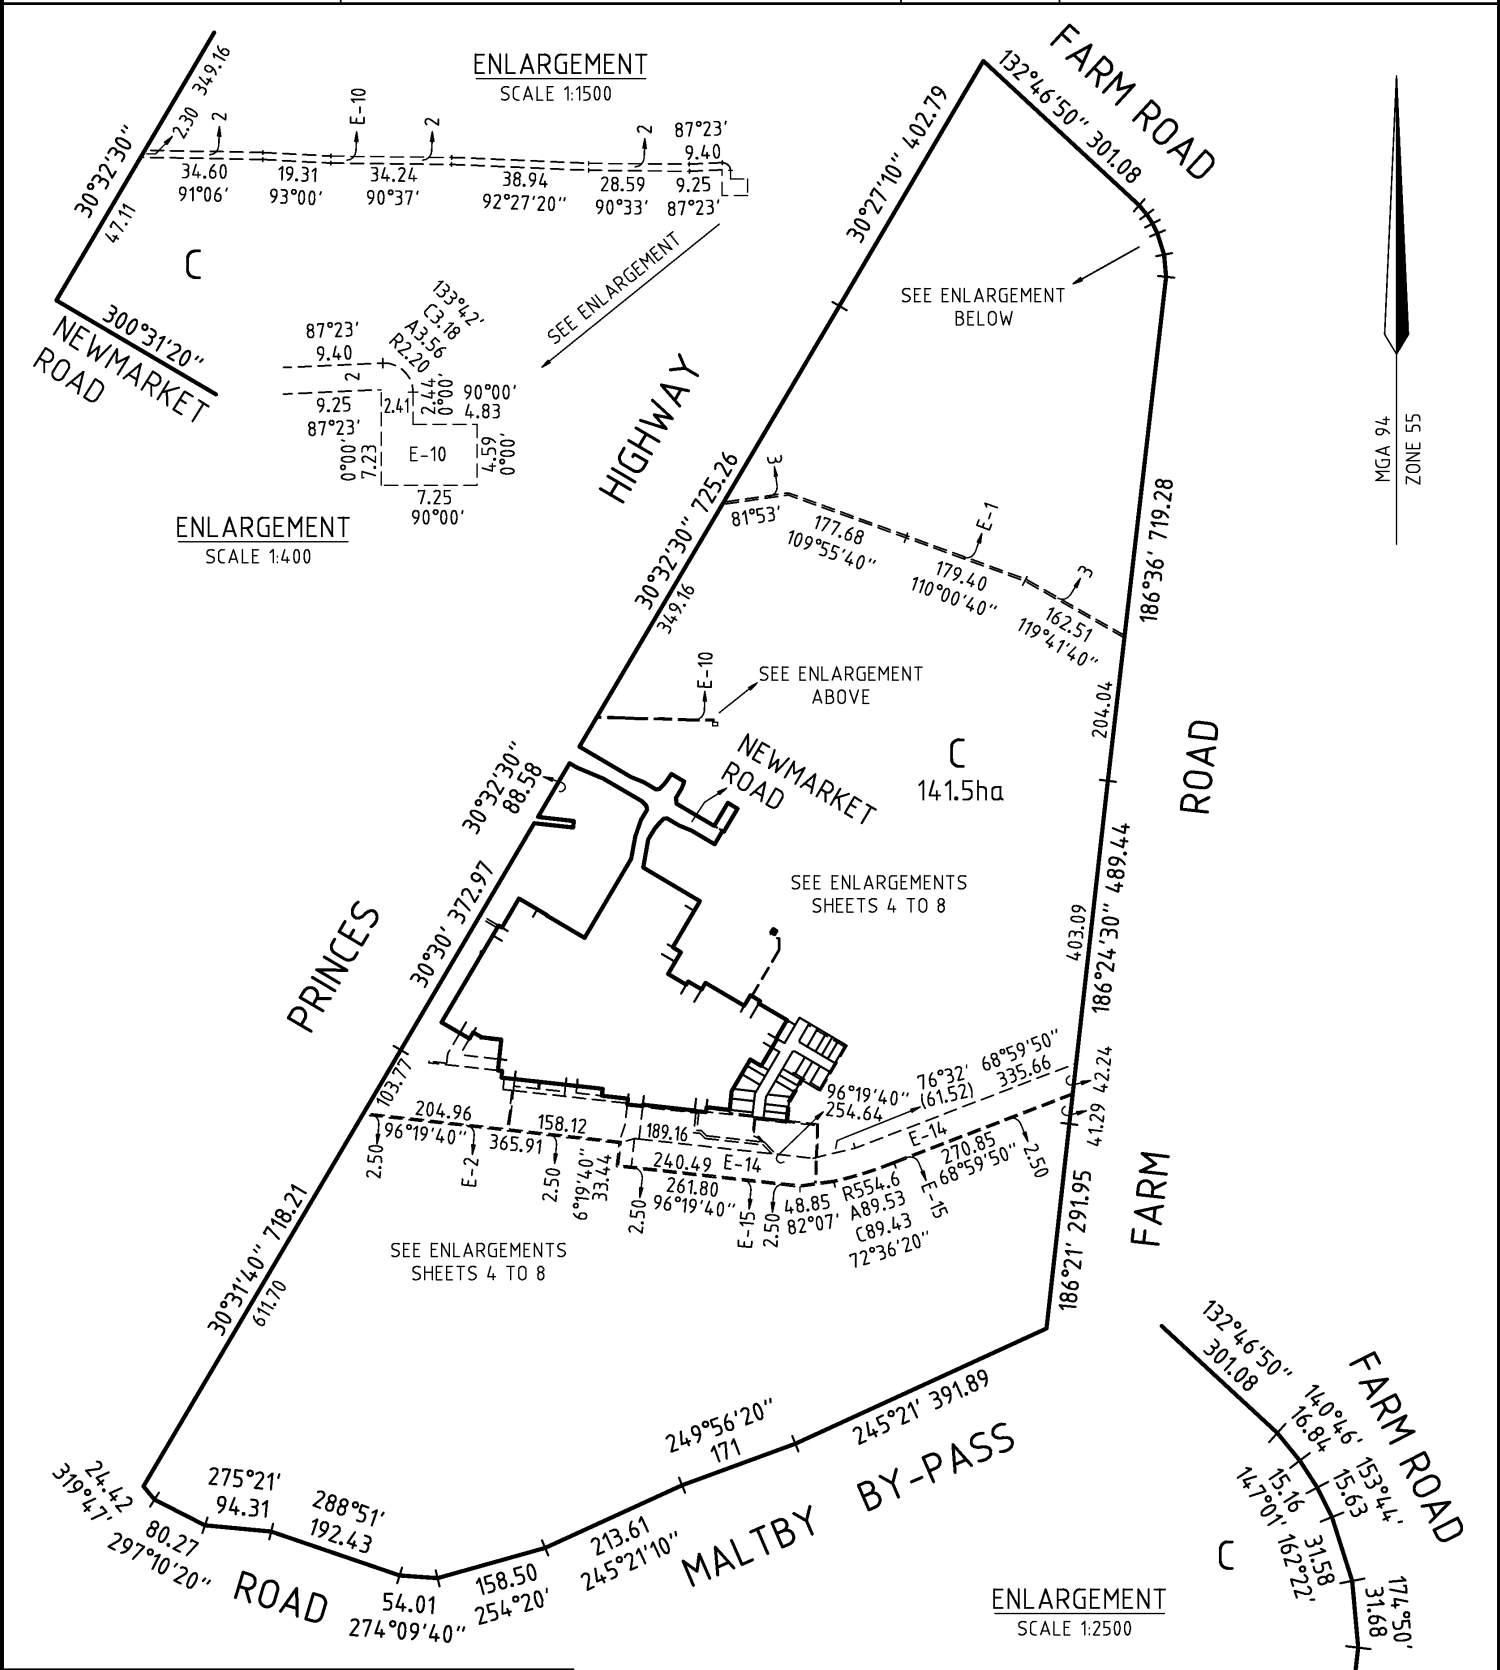 ENLARGEMENT
SCALE 1:1500
30°32'30"
2.30
349.16
47.11
2
E-10
2
2
34.60
91°06'
19.31
93°00'
34.24
90°37'
38.94
92°27'20"
28.59
90°33'
87°23'
9.40
9.25
87°23'
C
300°31'20"
NEWMARKET
ROAD
SEE ENLARGEMENT
133°42'
C3.18
A3.56
R2.20
87°23'
9.40
2
9.25
87°23'
2.41
2.44
0°00'
90°00'
4.83
0°00'
7.23
E-10
4.59
0°00'
7.25
90°00'
ENLARGEMENT
SCALE 1:400
FARM ROAD
132°46'50" 301.08
30°27'10" 402.79
SEE ENLARGEMENT
BELOW
MGA 94
ZONE 55
HIGHWAY
30°32'30" 725.26
349.16
3
81°53'
177.68
109°55'40"
E-1
179.40
110°00'40"
3
162.51
119°41'40"
186°36' 719.28
204.04
E-10
SEE ENLARGEMENT
ABOVE
C
141.5ha
ROAD
NEWMARKET
ROAD
30°32'30"
88.58
SEE ENLARGEMENTS
SHEETS 4 TO 8
186°24'30" 489.44
403.09
30°30' 372.97
PRINCES
103.77
204.96
96°19'40"
365.91
158.12
2.50
E-2
2.50
6°19'40"
33.44
189.16
240.49
E-14
261.80
96°19'40"
2.50
E-15
2.50
96°19'40"
254.64
76°32'
(61.52)
68°59'50"
335.66
E-14
270.85
68°59'50"
2.50
48.85
82°07'
R554.6
A89.53
C89.43
72°36'20"
E-15
42.24
41.29
186°21' 291.95
FARM
SEE ENLARGEMENTS
SHEETS 4 TO 8
30°31'40" 718.21
611.70
24.42
319°47'
80.27
297°10'20"
275°21'
94.31
288°51'
192.43
54.01
274°09'40"
158.50
254°20'
213.61
245°21'10"
249°56'20"
171
245°21' 391.89
MALTBY BY-PASS
ROAD
132°46'50"
301.08
140°46'
16.84
153°44'
15.63
15.16
147°01'
31.58
162°22'
174°50'
31.68
FARM ROAD
C
ENLARGEMENT
SCALE 1:2500